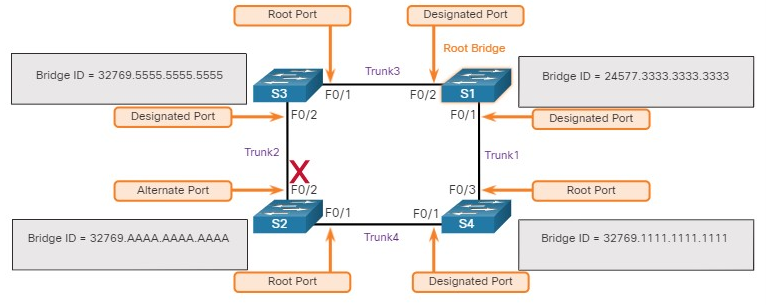 Root Port
Designated Port
Root Bridge
Bridge ID = 32769.5555.5555.5555
Trunk3
Bridge ID = 24577.3333.3333.3333
S3
F0/1
F0/2
S1
Designated Port
F0/2
F0/1
Designated Port
Trunk2
X
Trunk1
Alternate Port
F0/2
F0/3
Root Port
S2
F0/1
F0/1
S4
Bridge ID = 32769.AAAA.AAAA.AAAA
Trunk4
Bridge ID = 32769.1111.1111.1111
Root Port
Designated Port